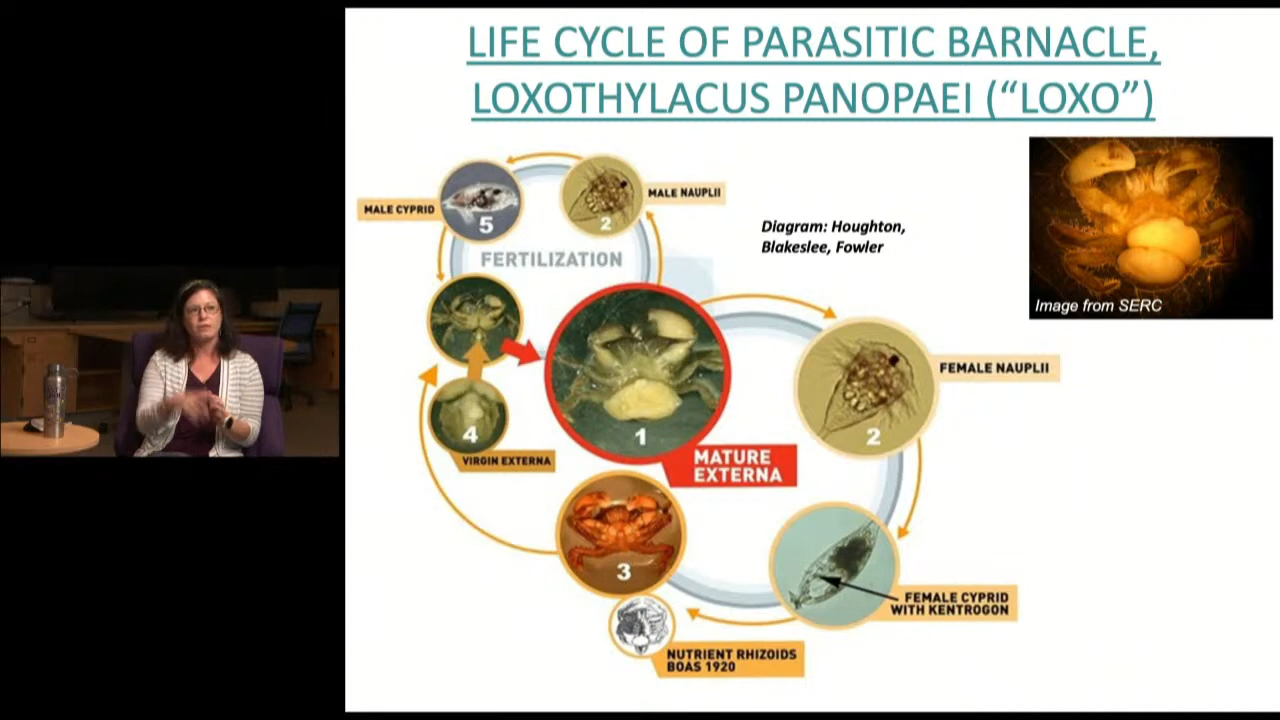 LIFE CYCLE OF PARASITIC BARNACLE,
LOXOTHYLACUS PANOPAEI (“LOXO”)
MALE CYPRID
5
2
MALE NAUPLII
Diagram: Houghton,
Blakeslee, Fowler
Image from SERC
FERTILIZATION
1
2
FEMALE NAUPLII
4
VIRGIN EXTERNA
MATURE
EXTERNA
3
FEMALE CYPRID
WITH KENTROGON
NUTRIENT RHIZOIDS
BOAS 1920